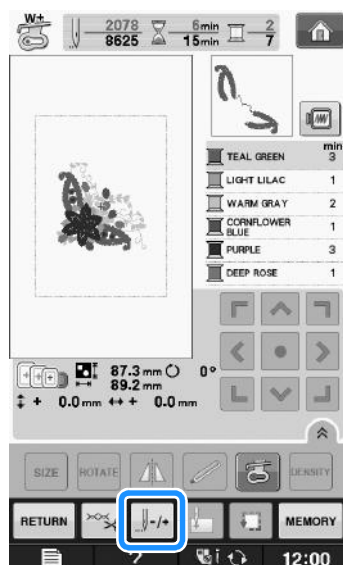 W+
2078 6min 2
8625 15min 7
min
TEAL GREEN 3
LIGHT LILAC 1
WARM GRAY 2
CORNFLOWER
BLUE 1
PURPLE 3
DEEP ROSE 1
87.3 mm 0°
89.2 mm
+ 0.0 mm + 0.0 mm
SIZE ROTATE DENSITY
RETURN -/+ MEMORY
? i 12:00